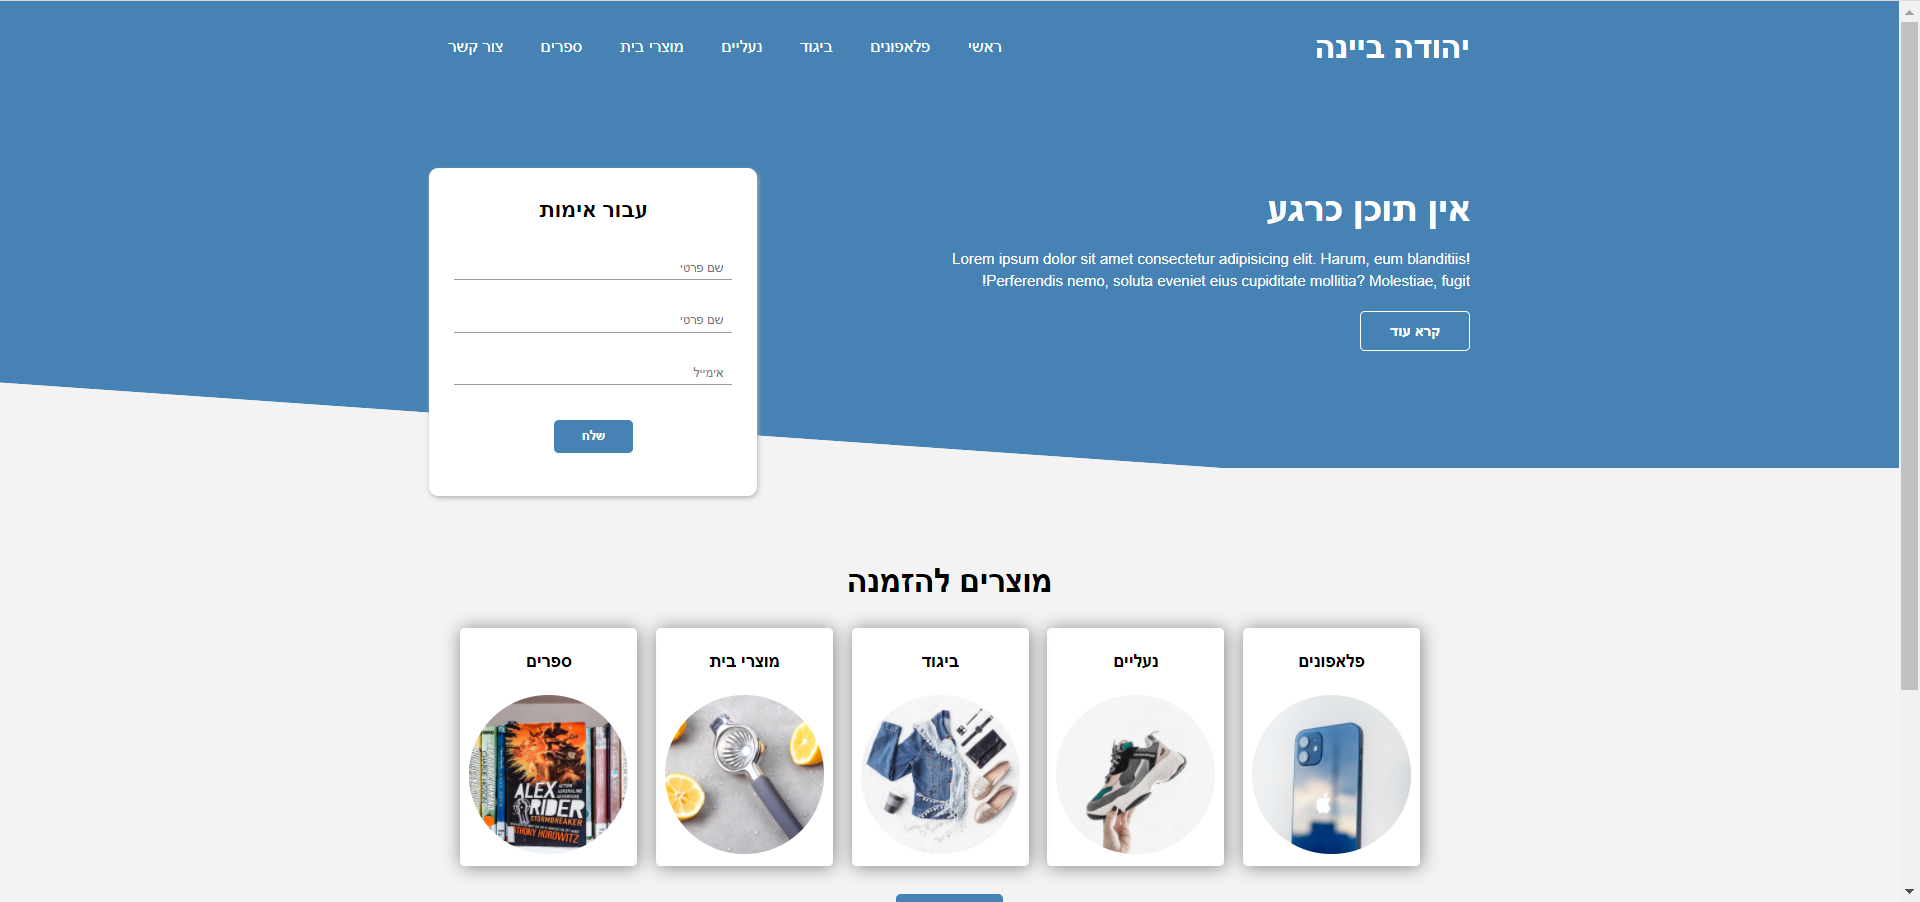 יהודה ביינה
ראשי פלאפונים ביגוד נעליים מוצרי בית ספרים צור קשר
אין תוכן כרגע
Lorem ipsum dolor sit amet consectetur adipisicing elit. Harum, eum blanditiis!
!Perferendis nemo, soluta eveniet eius cupiditate mollitia? Molestiae, fugit
קרא עוד
עבור אימות
שם פרטי
שם פרטי
אימייל
שלח
מוצרים להזמנה
פלאפונים
נעליים
ביגוד
מוצרי בית
ספרים
ALEX
RIDER
STORMBREAKER
ANTHONY HOROWITZ